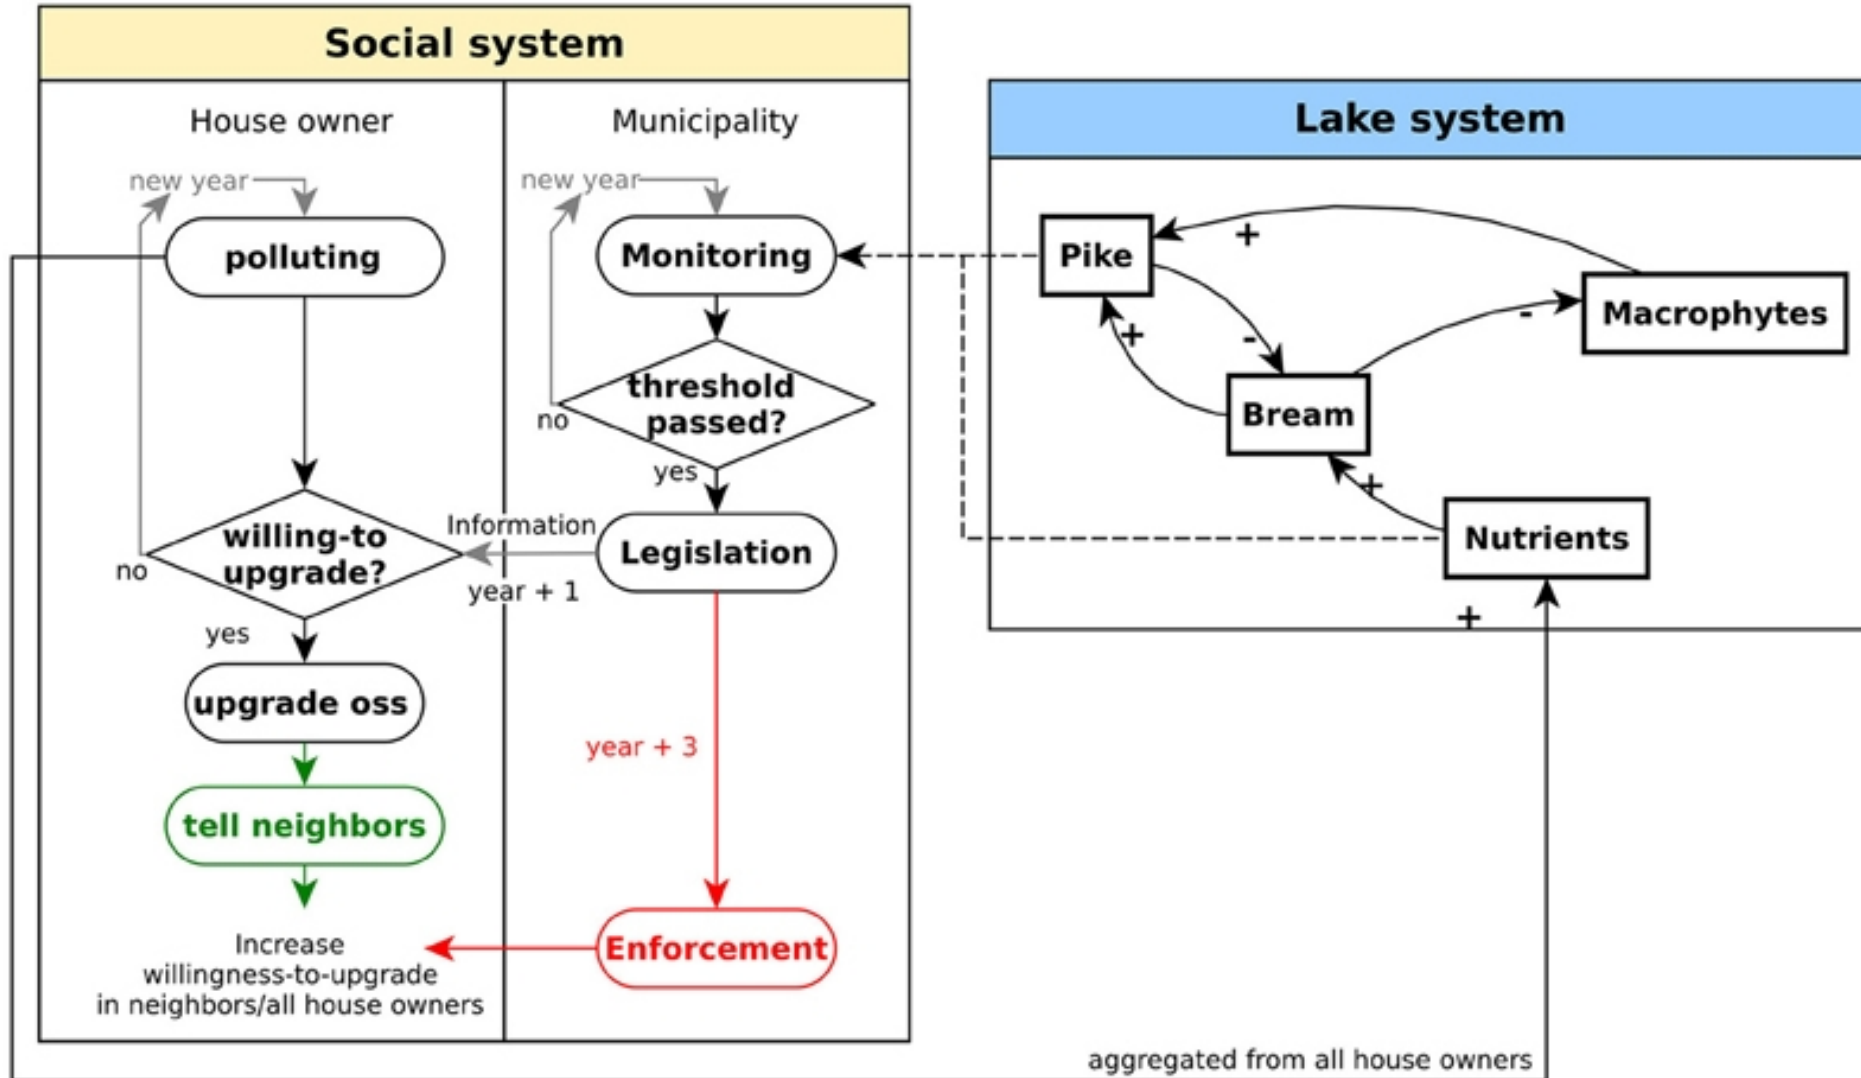 Social system
House owner
Municipality
new year
new year
polluting
Monitoring
threshold
passed?
no
yes
Information
Legislation
year + 1
willing-to
upgrade?
no
yes
upgrade oss
year + 3
tell neighbors
Increase
willingness-to-upgrade
in neighbors/all house owners
Enforcement
Lake system
Pike
+
Macrophytes
-
-
+
Bream
+
Nutrients
+
aggregated from all house owners